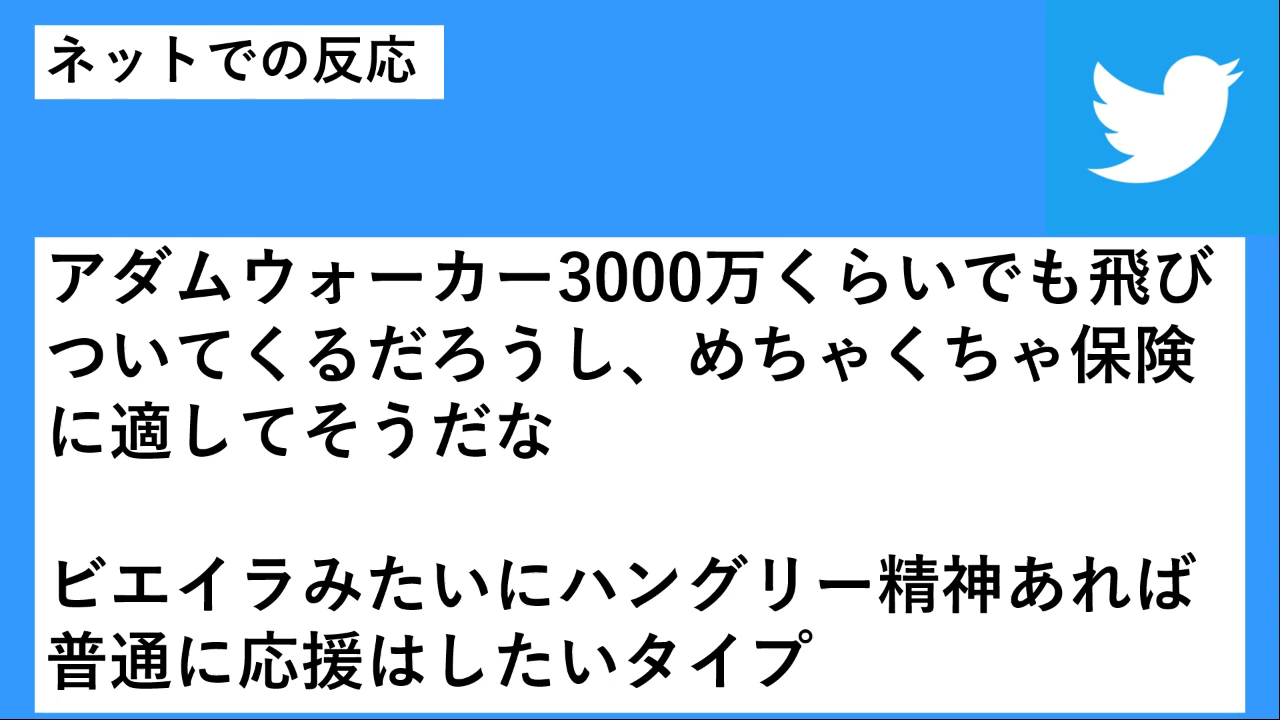 ネットでの反応
アダムウォーカー3000万くらいでも飛び
ついてくるだろうし、めちゃくちゃ保険
に適してそうだな
ビエイラみたいにハングリー精神あれば
普通に応援はしたいタイプ